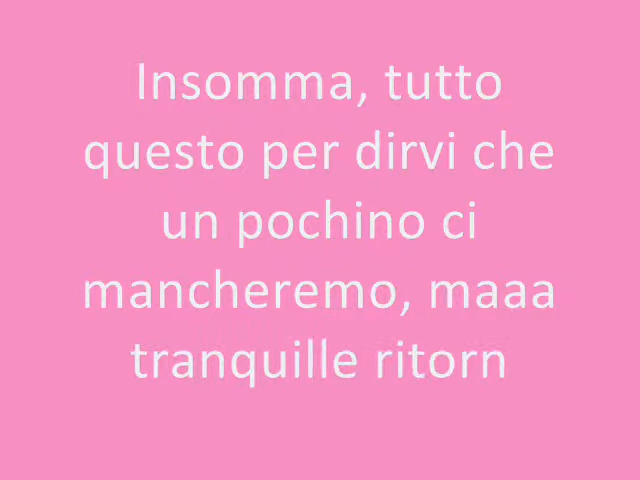 Insomma, tutto
questo per dirvi che
un pochino ci
mancheremo, maaa
tranquille ritorn